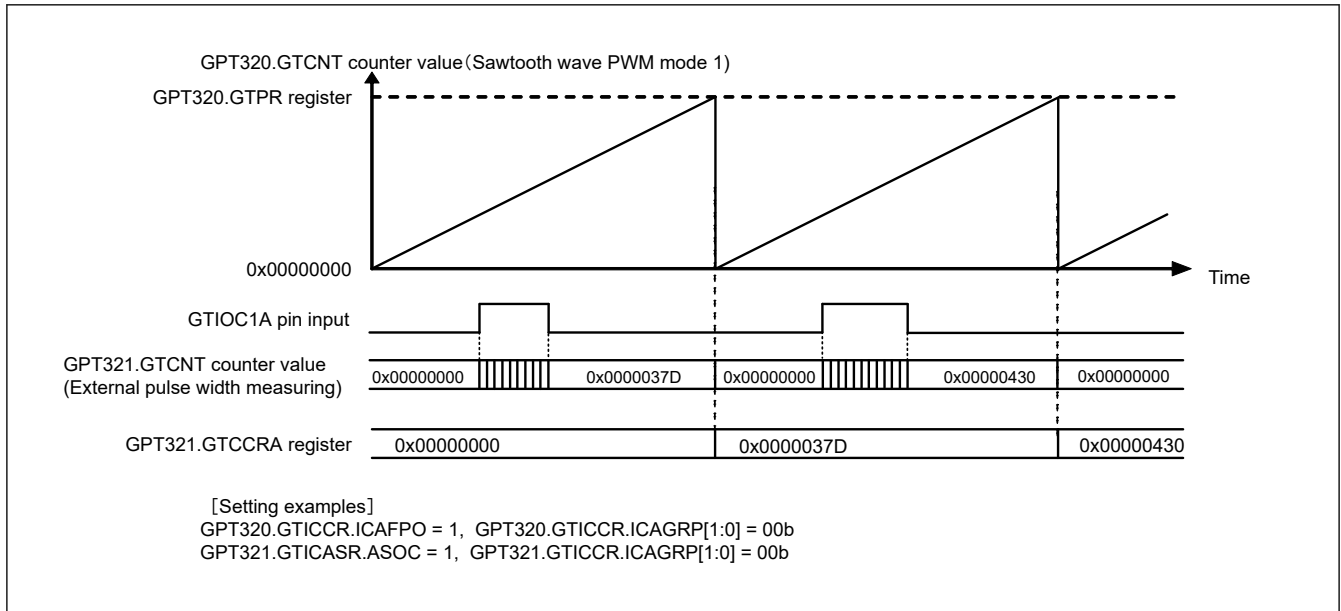 GPT320.GTCNT counter value（Sawtooth wave PWM mode 1)
GPT320.GTPR register
0x00000000
Time
GTIOC1A pin input
GPT321.GTCNT counter value
(External pulse width measuring)
0x00000000 0x0000037D 0x00000000 0x00000430 0x00000000
GPT321.GTCCRA register
0x00000000 0x0000037D 0x00000430
［Setting examples］
GPT320.GTICCR.ICAFPO = 1, GPT320.GTICCR.ICAGRP[1:0] = 00b
GPT321.GTICASR.ASOC = 1, GPT321.GTICCR.ICAGRP[1:0] = 00b